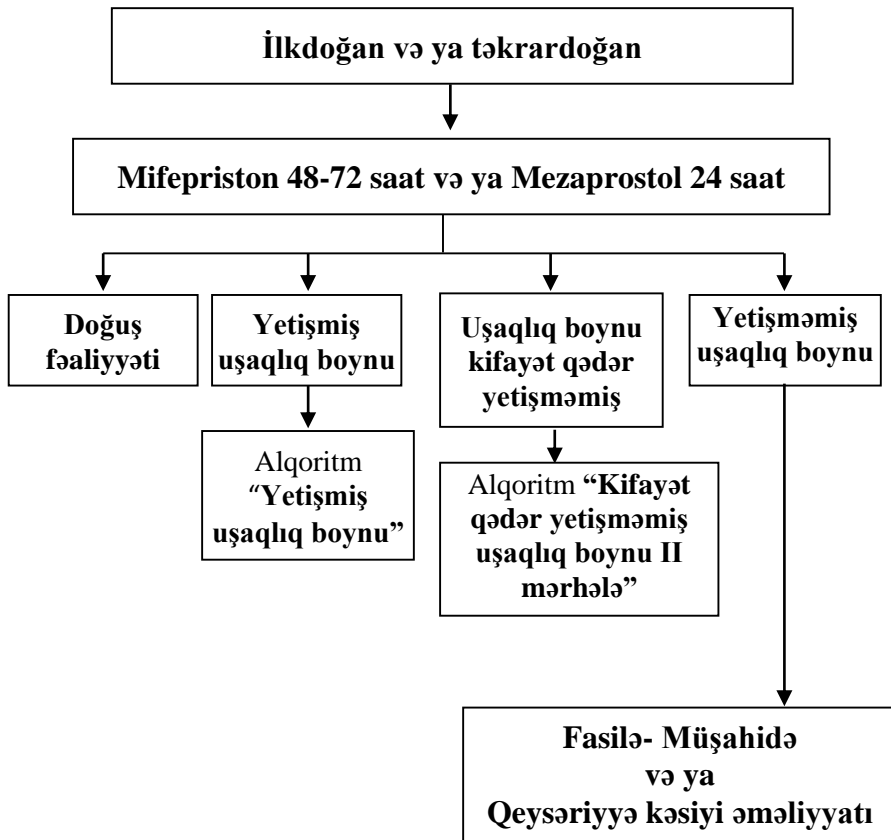 İlkdoğan və ya təkrardoğan
Mifepriston 48-72 saat və ya Mezaprostol 24 saat
Doğuş
fəaliyyəti
Yetişmiş
uşaqlıq boynu
Uşaqlıq boynu
kifayət qədər
yetişməmiş
Yetişməmiş
uşaqlıq boynu
Alqoritm
“Yetişmiş
uşaqlıq boynu”
Alqoritm “Kifayət
qədər yetişməmiş
uşaqlıq boynu II
mərhələ”
Fasilə- Müşahidə
və ya
Qeysəriyyə kəsiyi əməliyyatı